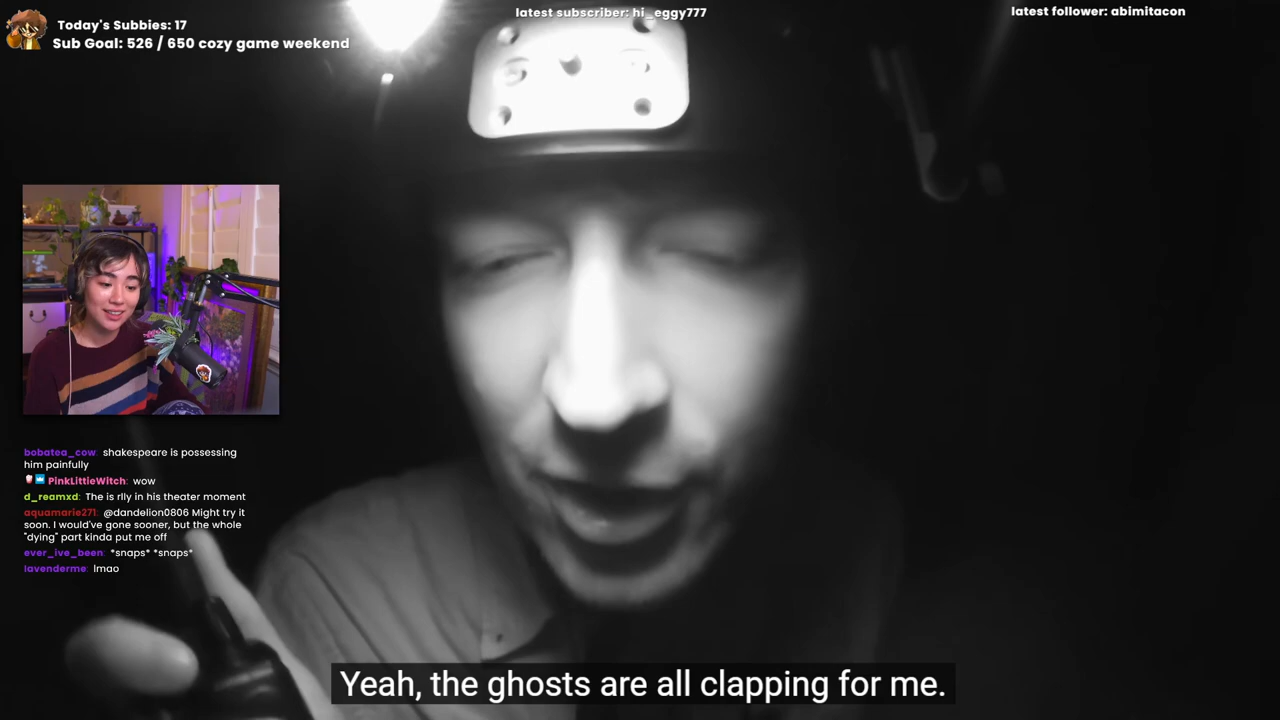 Today's Subbies: 17
Sub Goal: 526 / 650 cozy game weekend
latest subscriber: hi_eggy777
latest follower: abimitacon
bobatea_cow: shakespeare is possessing
him painfully
PinkLittleWitch: wow
d_reamxd: The is rlly in his theater moment
aquamarie271: @dandelion0806 Might try it
soon. I would've gone sooner, but the whole
"dying" part kinda put me off
ever_ive_been: *snaps* *snaps*
lavenderme: lmao
Yeah, the ghosts are all clapping for me.